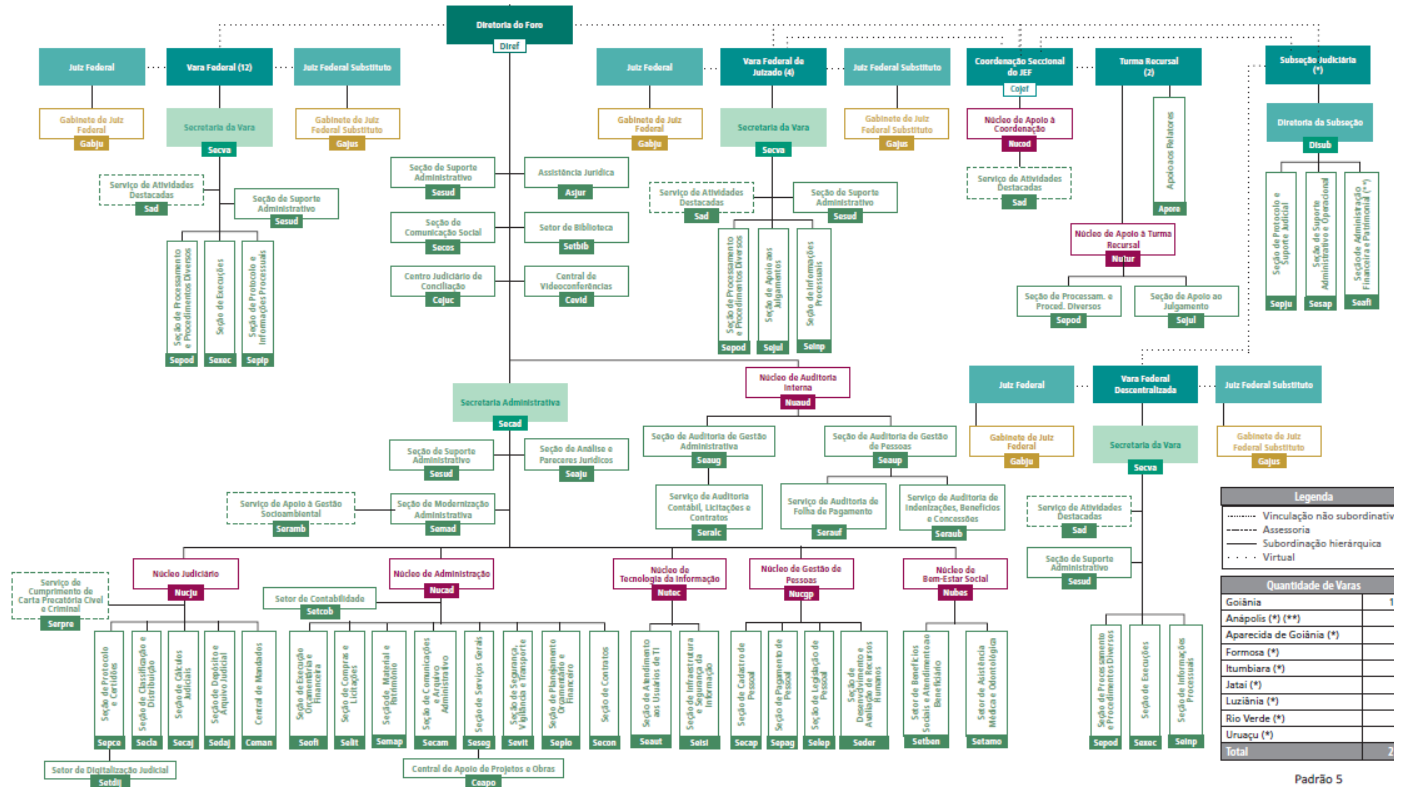 Diretoria do Foro
Diref
Juiz Federal
Vara Federal (12)
Juiz Federal Substituto
Juiz Federal
Vara Federal de
Juizado (4)
Juiz Federal Substituto
Coordenação Seccional
do JEF
Cojef
Turma Recursal
(2)
Subseção Judiciária
(*)
Gabinete de Juiz
Federal
Gabju
Secretaria da Vara
Secva
Gabinete de Juiz
Federal Substituto
Gajus
Gabinete de Juiz
Federal
Gabju
Secretaria da Vara
Secva
Gabinete de Juiz
Federal Substituto
Gajus
Núcleo de Apoio à
Coordenação
Nucod
Apoio aos Relatores
Apore
Diretoria da Subseção
Disub
Serviço de Atividades
Destacadas
Sad
Seção de Suporte
Administrativo
Sesud
Seção de Suporte
Administrativo
Sesud
Assistência Jurídica
Asjur
Seção de
Comunicação Social
Secos
Setor de Biblioteca
Setbib
Centro Judiciário de
Conciliação
Cejuc
Central de
Videoconferências
Cevid
Serviço de Atividades
Destacadas
Sad
Seção de Suporte
Administrativo
Sesud
Serviço de Atividades
Destacadas
Sad
Núcleo de Apoio à Turma
Recursal
Nutur
Seção de Processam. e
Proced. Diversos
Sepod
Seção de Apoio ao
Julgamento
Sejul
Seção de Protocolo e
Suporte Judicial
Sepju
Seção de Suporte
Administrativo e Operacional
Sesap
Seção de Administração
Financeira e Patrimonial (**)
Seafi
Seção de Processamento
e Procedimentos Diversos
Sepod
Seção de Execuções
Sexec
Seção de Protocolo e
Informações Processuais
Sepip
Seção de Processamento
e Procedimentos Diversos
Sepod
Seção de Apoio aos
Julgamentos
Sejul
Seção de Informações
Processuais
Seinp
Núcleo de Auditoria
Interna
Nuaud
Secretaria Administrativa
Secad
Seção de Suporte
Administrativo
Sesud
Seção de Análise e
Pareceres Jurídicos
Seaju
Serviço de Apoio à Gestão
Socioambiental
Seramb
Seção de Modernização
Administrativa
Semad
Seção de Auditoria de Gestão
Administrativa
Seaug
Seção de Auditoria de Gestão
de Pessoas
Seaup
Serviço de Auditoria
Contábil, Licitações e
Contratos
Seralc
Serviço de Auditoria de
Folha de Pagamento
Serauf
Serviço de Auditoria de
Indenizações, Benefícios
e Concessões
Seraub
Juiz Federal
Vara Federal
Descentralizada
Juiz Federal Substituto
Gabinete de Juiz
Federal
Gabju
Secretaria da Vara
Secva
Gabinete de Juiz
Federal Substituto
Gajus
Serviço de Atividades
Destacadas
Sad
Seção de Suporte
Administrativo
Sesud
Seção de Processamento
e Procedimentos Diversos
Sepod
Seção de Execuções
Sexec
Seção de Informações
Processuais
Seinp
Núcleo Judiciário
Nucju
Serviço de
Cumprimento de
Carta Precatória Cível
e Criminal
Serpre
Seção de Protocolo
e Certidões
Sepce
Seção de Classificação e
Distribuição
Secla
Seção de Cálculos
Judiciais
Secaj
Seção de Depósito e
Arquivo Judicial
Sedaj
Central de Mandados
Ceman
Setor de Digitalização Judicial
Setdij
Núcleo de Administração
Nucad
Setor de Contabilidade
Setcob
Seção de Execução
Orçamentária e
Financeira
Seofi
Seção de Compras e
Licitações
Selit
Seção de Material e
Patrimônio
Semap
Seção de Comunicações
e Arquivo
Administrativo
Secam
Seção de Serviços Gerais
Seseg
Seção de Segurança,
Vigilância e Transporte
Sevit
Seção de Planejamento
Orçamentário e
Financeiro
Seplo
Seção de Contratos
Secon
Central de Apoio de Projetos e Obras
Ceapo
Núcleo de
Tecnologia da Informação
Nutec
Seção de Atendimento
aos Usuários de TI
Seaut
Seção de Infraestrutura
e Segurança da
Informação
Seisi
Núcleo de Gestão de
Pessoas
Nucgp
Seção de Cadastro de
Pessoal
Secap
Seção de Pagamento de
Pessoal
Sepag
Seção de Legislação de
Pessoal
Selep
Seção de
Desenvolvimento e
Avaliação de Recursos
Humanos
Seder
Núcleo de
Bem-Estar Social
Nubes
Setor de Benefícios
Sociais e Atendimento ao
Beneficiário
Setben
Setor de Assistência
Médica e Odontológica
Setamo
Legenda
Vinculação não subordinativ
Assessoria
Subordinação hierárquica
Virtual
Quantidade de Varas
Goiânia 1
Anápolis (*) (**)
Aparecida de Goiânia (*)
Formosa (*)
Itumbiara (*)
Jataí (*)
Luziânia (*)
Rio Verde (*)
Uruaçu (*)
Total 2
Padrão 5